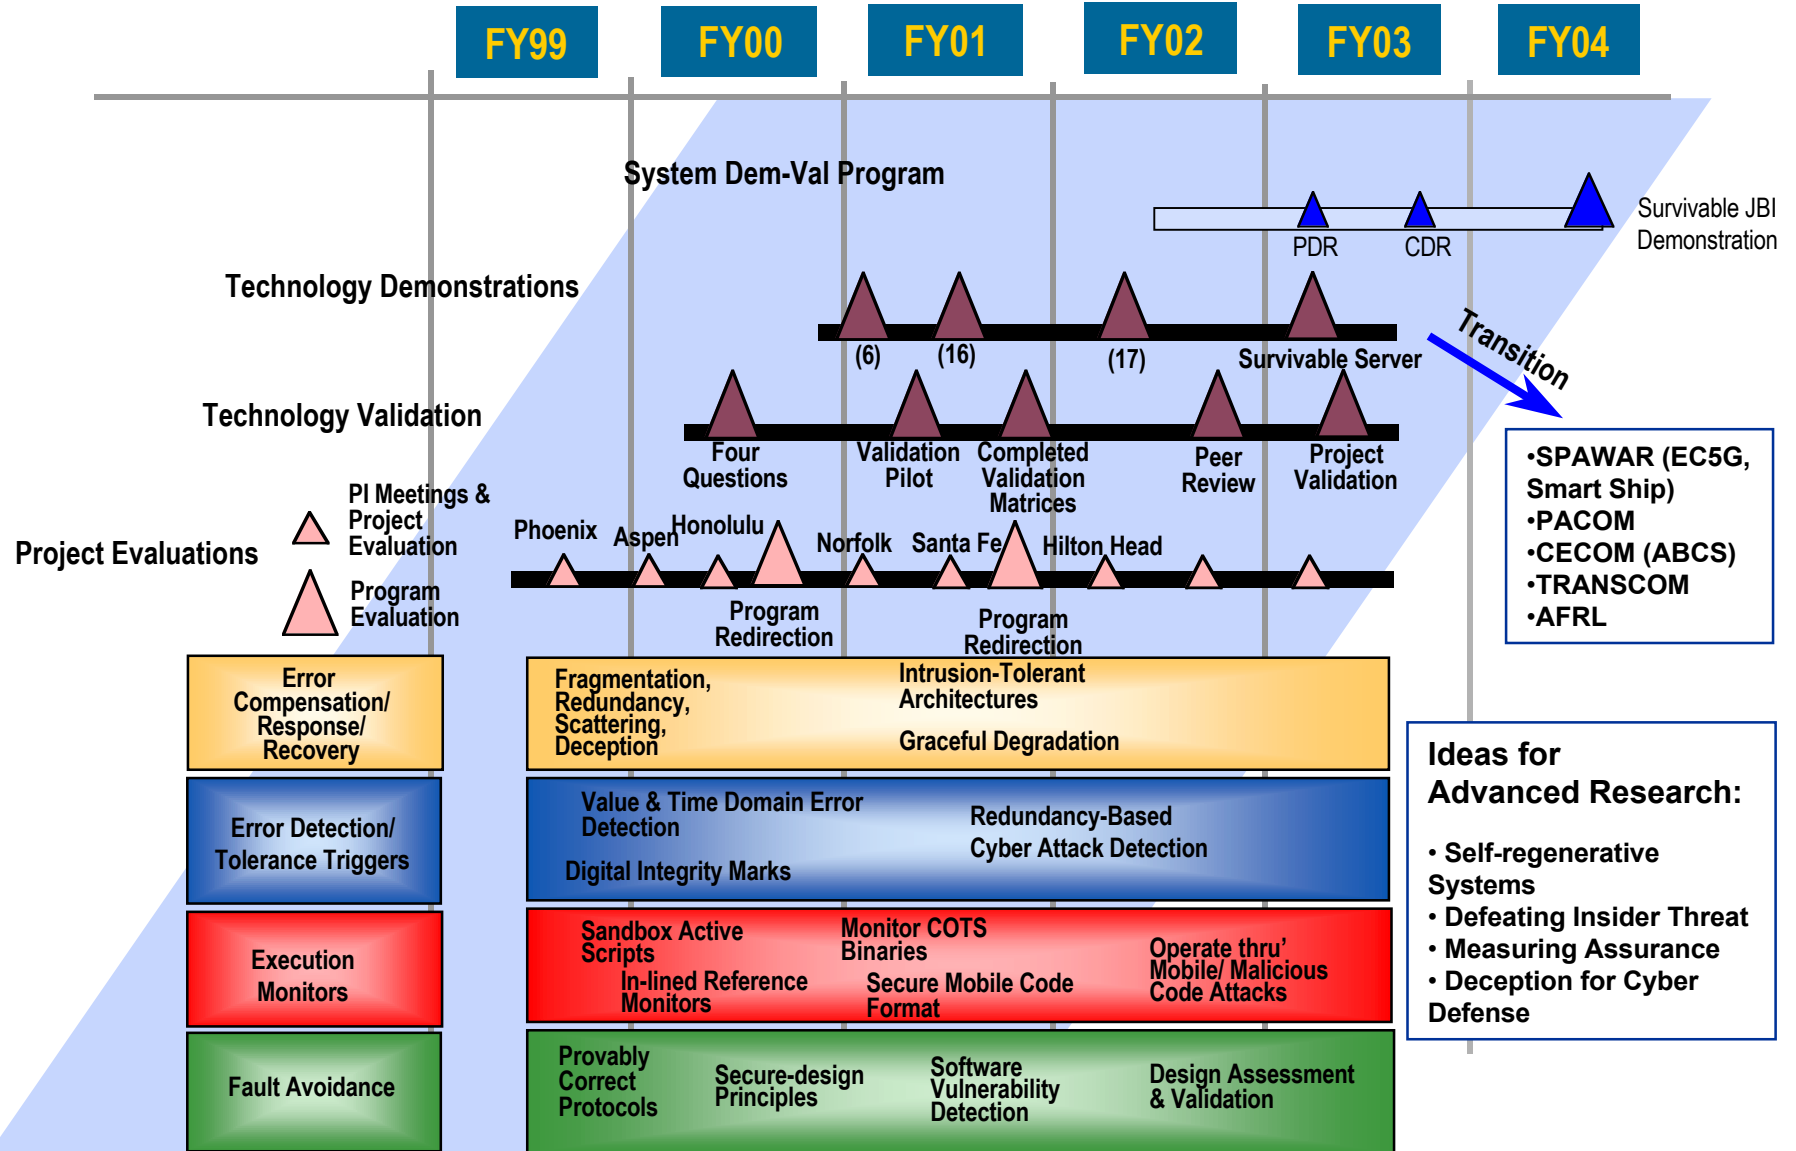 FY99
FY00
FY01
FY02
FY03
FY04
System Dem-Val Program
PDR
CDR
Survivable JBI
Demonstration
Technology Demonstrations
(6)
(16)
(17)
Survivable Server
Transition
Technology Validation
Four
Questions
Validation
Pilot
Completed
Validation
Matrices
Peer
Review
Project
Validation
•SPAWAR (EC5G,
Smart Ship)
•PACOM
•CECOM (ABCS)
•TRANSCOM
•AFRL
Project Evaluations
PI Meetings &
Project
Evaluation
Program
Evaluation
Phoenix
Aspen
Honolulu
Norfolk
Santa Fe
Hilton Head
Program
Redirection
Program
Redirection
Error
Compensation/
Response/
Recovery
Fragmentation,
Redundancy,
Scattering,
Deception
Intrusion-Tolerant
Architectures
Graceful Degradation
Error Detection/
Tolerance Triggers
Value & Time Domain Error
Detection
Digital Integrity Marks
Redundancy-Based
Cyber Attack Detection
Execution
Monitors
Sandbox Active
Scripts
In-lined Reference
Monitors
Monitor COTS
Binaries
Secure Mobile Code
Format
Operate thru’
Mobile/ Malicious
Code Attacks
Fault Avoidance
Provably
Correct
Protocols
Secure-design
Principles
Software
Vulnerability
Detection
Design Assessment
& Validation
Ideas for
Advanced Research:
• Self-regenerative
Systems
• Defeating Insider Threat
• Measuring Assurance
• Deception for Cyber
Defense